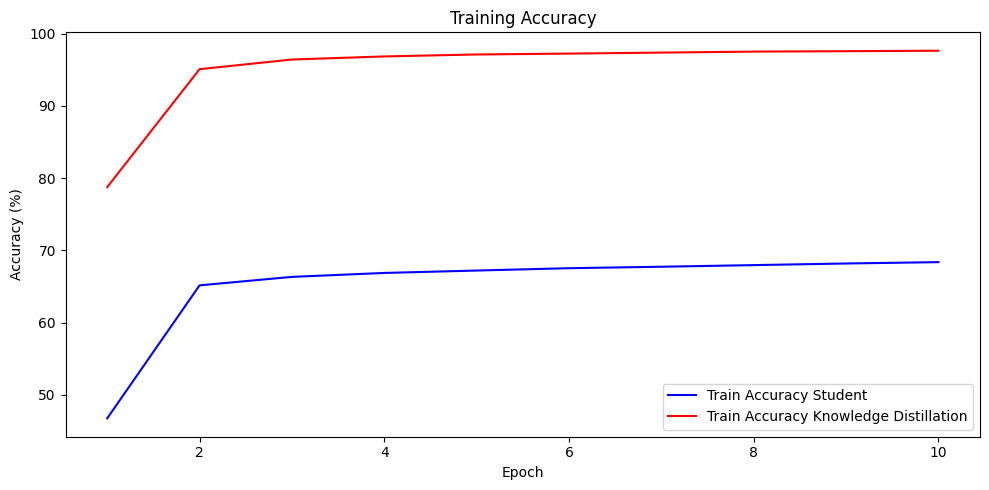 Training Accuracy
Accuracy (%)
100
90
80
70
60
50
2
4
6
8
10
Epoch
Train Accuracy Student
Train Accuracy Knowledge Distillation